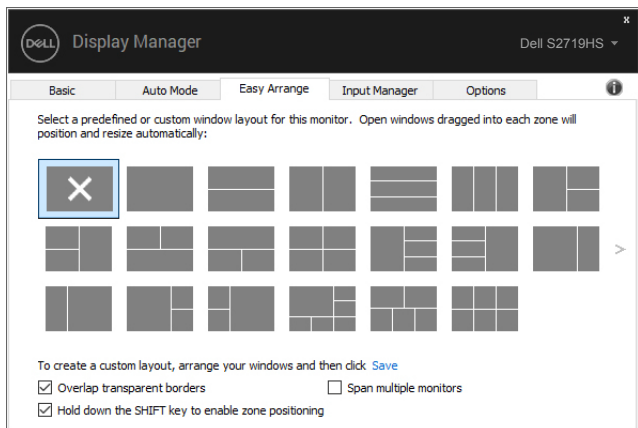 x
DELL Display Manager Dell S2719HS
Basic Auto Mode Easy Arrange Input Manager Options i
Select a predefined or custom window layout for this monitor. Open windows dragged into each zone will
position and resize automatically:
To create a custom layout, arrange your windows and then click Save
Overlap transparent borders Span multiple monitors
Hold down the SHIFT key to enable zone positioning